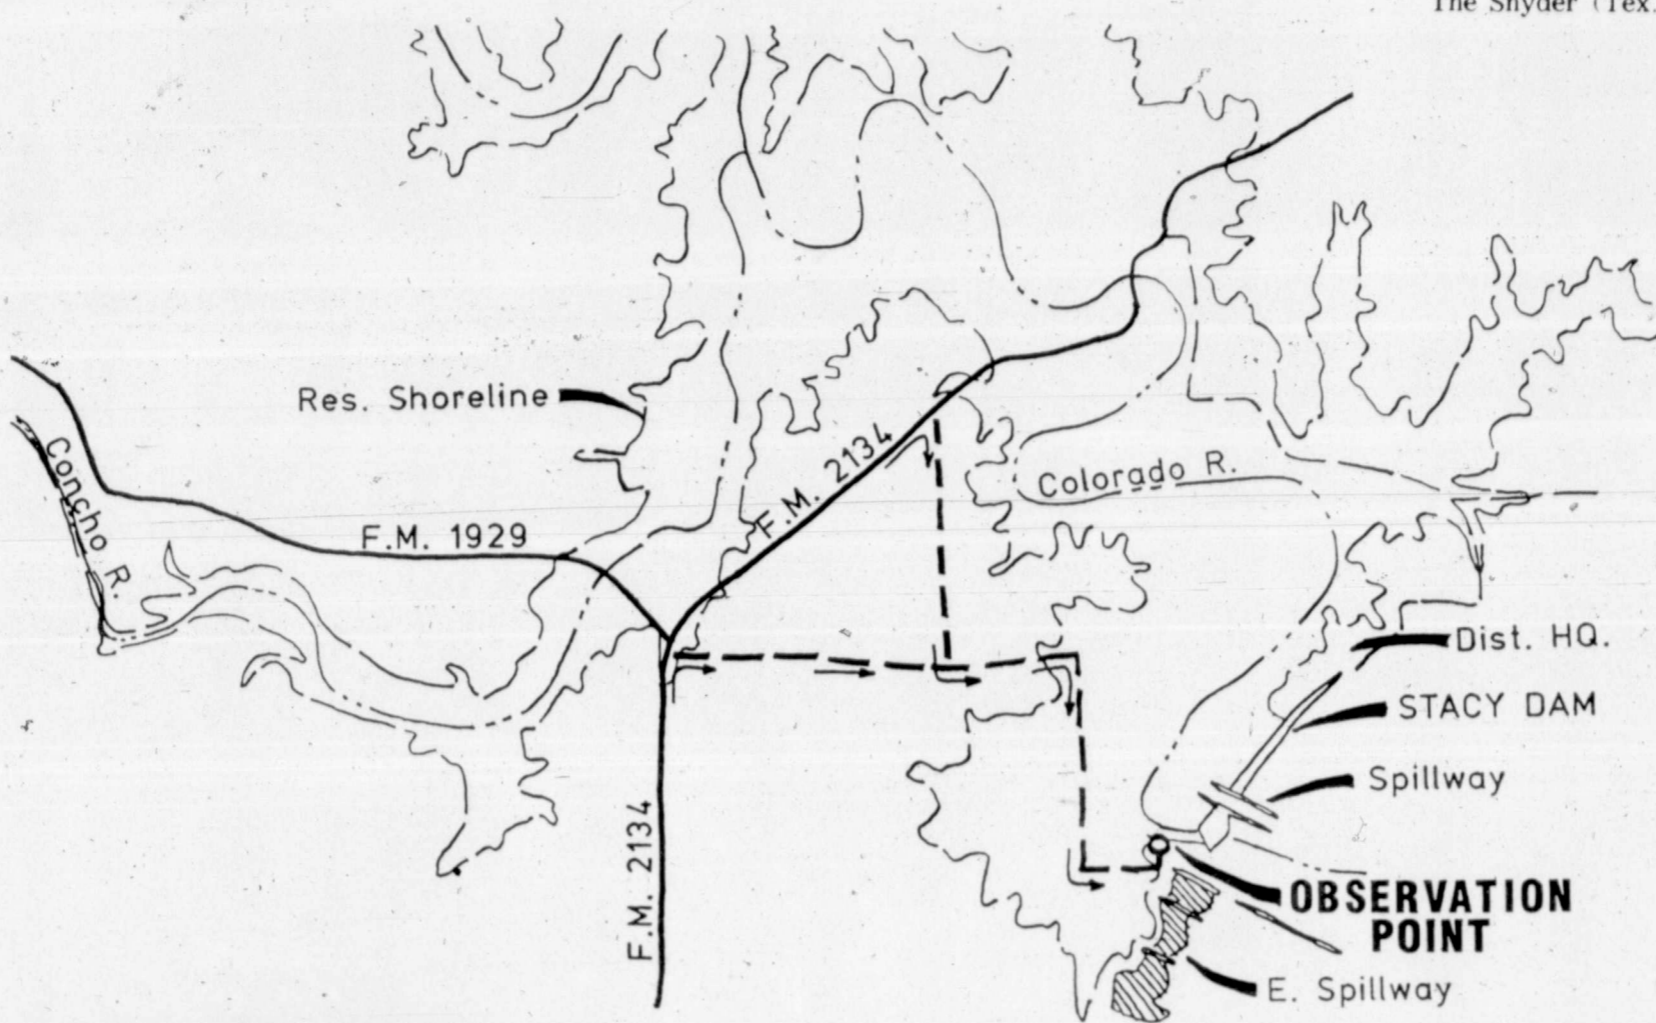 The Snyder (Tex.
Res. Shoreline
Concho R.
F.M. 1929
F.M. 2134
Colorado R.
Dist. HQ.
STACY DAM
Spillway
F.M. 2134
OBSERVATION
POINT
E. Spillway